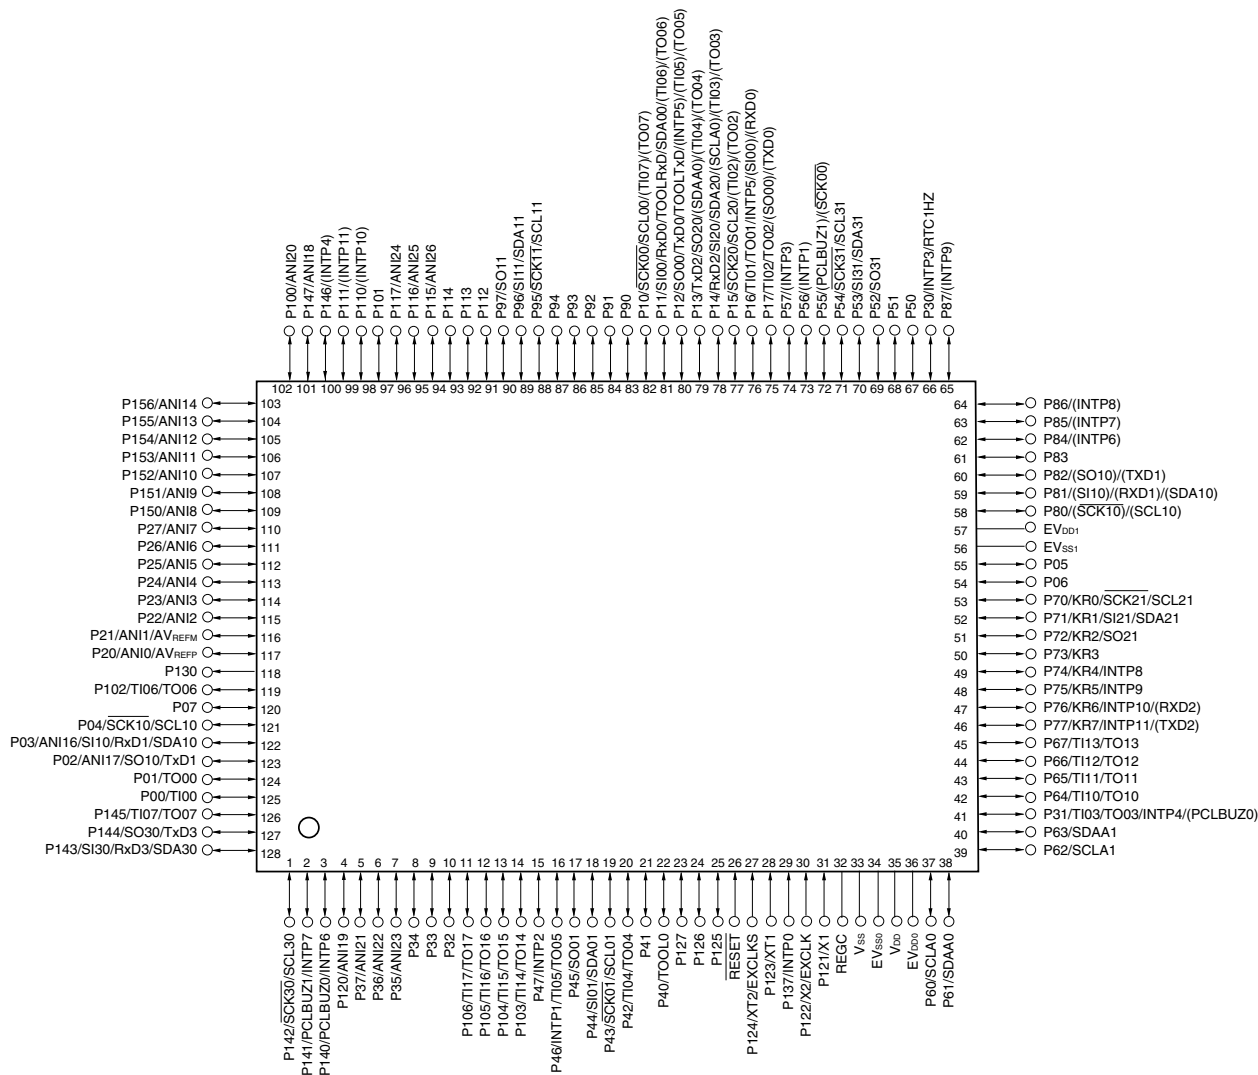 P100/ANI20
P147/ANI18
P146/(INTP4)
P111/(INTP11)
P110/(INTP10)
P101
P117/ANI24
P116/ANI25
P115/ANI26
P114
P113
P112
P97/SO11
P96/SI11/SDA11
P95/SCK11/SCL11
P94
P93
P92
P91
P90
P10/SCK00/SCL00/(TI07)/(TO07)
P11/SI00/RxD0/TOOLRxD/SDA00/(TI06)/(TO06)
P12/SO00/TxD0/TOOLTxD/(INTP5)/(TI05)/(TO05)
P13/TxD2/SO20/(SDAA0)/(TI04)/(TO04)
P14/RxD2/SI20/SDA20/(SCLA0)/(TI03)/(TO03)
P15/SCK20/SCL20/(TI02)/(TO02)
P16/TI01/TO01/INTP5/(SI00)/(RXD0)
P17/TI02/TO02/(SO00)/(TXD0)
P57/(INTP3)
P56/(INTP1)
P55/(PCLBUZ1)/(SCK00)
P54/SCK31/SCL31
P53/SI31/SDA31
P52/SO31
P51
P50
P30/INTP3/RTC1HZ
P87/(INTP9)
102 101 100 99 98 97 96 95 94 93 92 91 90 89 88 87 86 85 84 83 82 81 80 79 78 77 76 75 74 73 72 71 70 69 68 67 66 65
P156/ANI14 103
P155/ANI13 104
P154/ANI12 105
P153/ANI11 106
P152/ANI10 107
P151/ANI9 108
P150/ANI8 109
P27/ANI7 110
P26/ANI6 111
P25/ANI5 112
P24/ANI4 113
P23/ANI3 114
P22/ANI2 115
P21/ANI1/AVREFM 116
P20/ANI0/AVREFP 117
P130 118
P102/TI06/TO06 119
P07 120
P04/SCK10/SCL10 121
P03/ANI16/SI10/RxD1/SDA10 122
P02/ANI17/SO10/TxD1 123
P01/TO00 124
P00/TI00 125
P145/TI07/TO07 126
P144/SO30/TxD3 127
P143/SI30/RxD3/SDA30 128
64 P86/(INTP8)
63 P85/(INTP7)
62 P84/(INTP6)
61 P83
60 P82/(SO10)/(TXD1)
59 P81/(SI10)/(RXD1)/(SDA10)
58 P80/(SCK10)/(SCL10)
57 EVDD1
56 EVSS1
55 P05
54 P06
53 P70/KR0/SCK21/SCL21
52 P71/KR1/SI21/SDA21
51 P72/KR2/SO21
50 P73/KR3
49 P74/KR4/INTP8
48 P75/KR5/INTP9
47 P76/KR6/INTP10/(RXD2)
46 P77/KR7/INTP11/(TXD2)
45 P67/TI13/TO13
44 P66/TI12/TO12
43 P65/TI11/TO11
42 P64/TI10/TO10
41 P31/TI03/TO03/INTP4/(PCLBUZ0)
40 P63/SDAA1
39 P62/SCLA1
1 2 3 4 5 6 7 8 9 10 11 12 13 14 15 16 17 18 19 20 21 22 23 24 25 26 27 28 29 30 31 32 33 34 35 36 37 38
P142/SCK30/SCL30
P141/PCLBUZ1/INTP7
P140/PCLBUZ0/INTP6
P120/ANI19
P37/ANI21
P36/ANI22
P35/ANI23
P34
P33
P32
P106/TI17/TO17
P105/TI16/TO16
P104/TI15/TO15
P103/TI14/TO14
P47/INTP2
P46/INTP1/TI05/TO05
P45/SO01
P44/SI01/SDA01
P43/SCK01/SCL01
P42/TI04/TO04
P41
P40/TOOL0
P127
P126
P125
RESET
P124/XT2/EXCLKS
P123/XT1
P137/INTP0
P122/X2/EXCLK
P121/X1
REGC
VSS
EVSS0
VDD
EVDD0
P60/SCLA0
P61/SDAA0